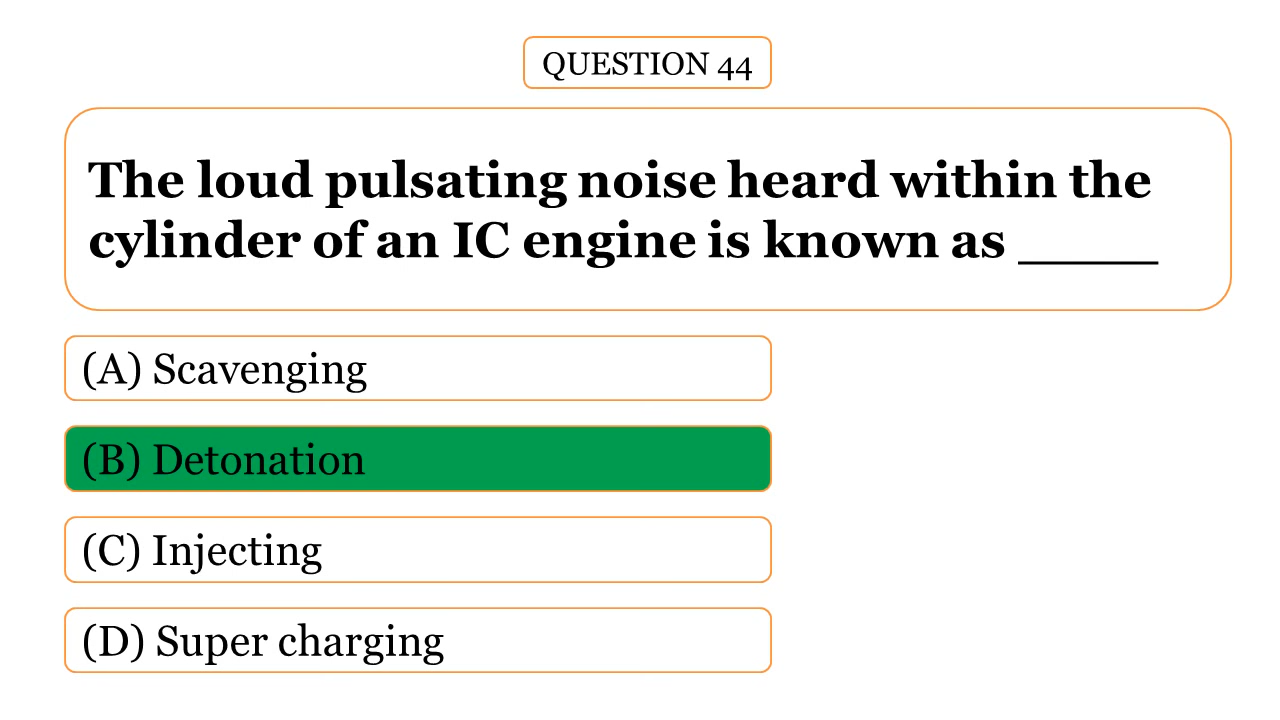 QUESTION 44
The loud pulsating noise heard within the
cylinder of an IC engine is known as _____
(A) Scavenging
(B) Detonation
(C) Injecting
(D) Super charging